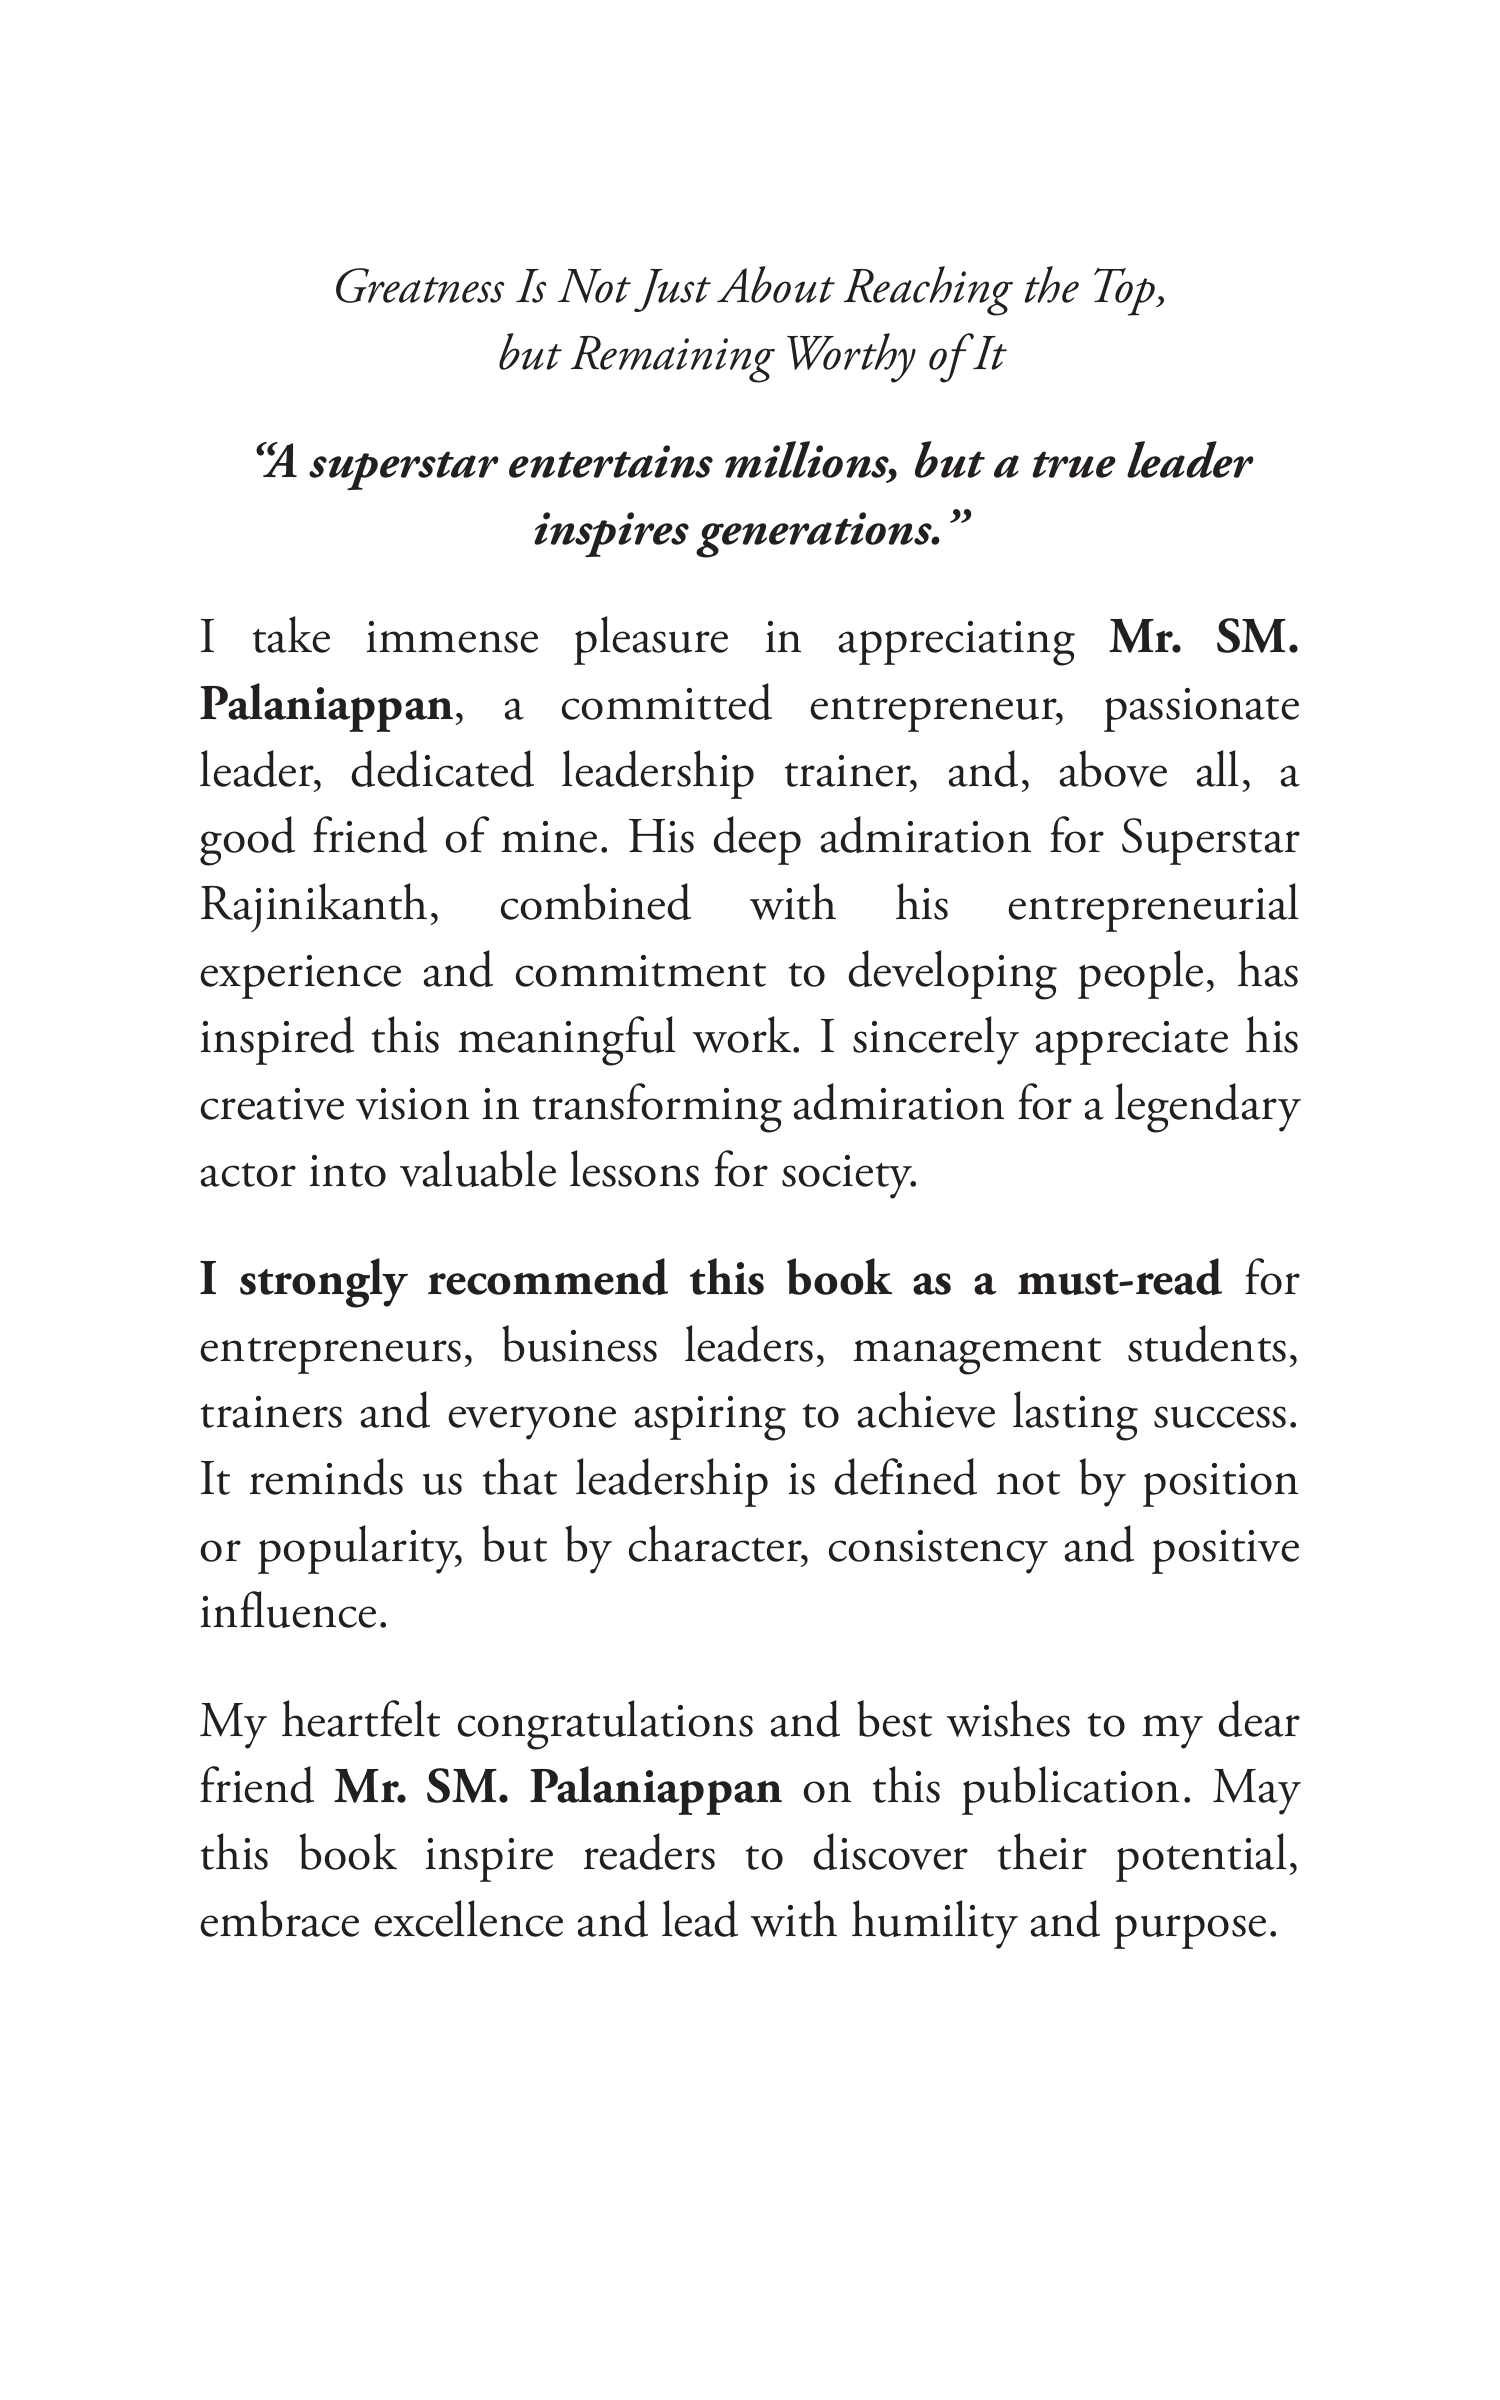 Greatness Is Not Just About Reaching the Top,
but Remaining Worthy of It
“A superstar entertains millions, but a true leader
inspires generations.”
I take immense pleasure in appreciating Mr. SM.
Palaniappan, a committed entrepreneur, passionate
leader, dedicated leadership trainer, and, above all, a
good friend of mine. His deep admiration for Superstar
Rajinikanth, combined with his entrepreneurial
experience and commitment to developing people, has
inspired this meaningful work. I sincerely appreciate his
creative vision in transforming admiration for a legendary
actor into valuable lessons for society.
I strongly recommend this book as a must-read for
entrepreneurs, business leaders, management students,
trainers and everyone aspiring to achieve lasting success.
It reminds us that leadership is defined not by position
or popularity, but by character, consistency and positive
influence.
My heartfelt congratulations and best wishes to my dear
friend Mr. SM. Palaniappan on this publication. May
this book inspire readers to discover their potential,
embrace excellence and lead with humility and purpose.